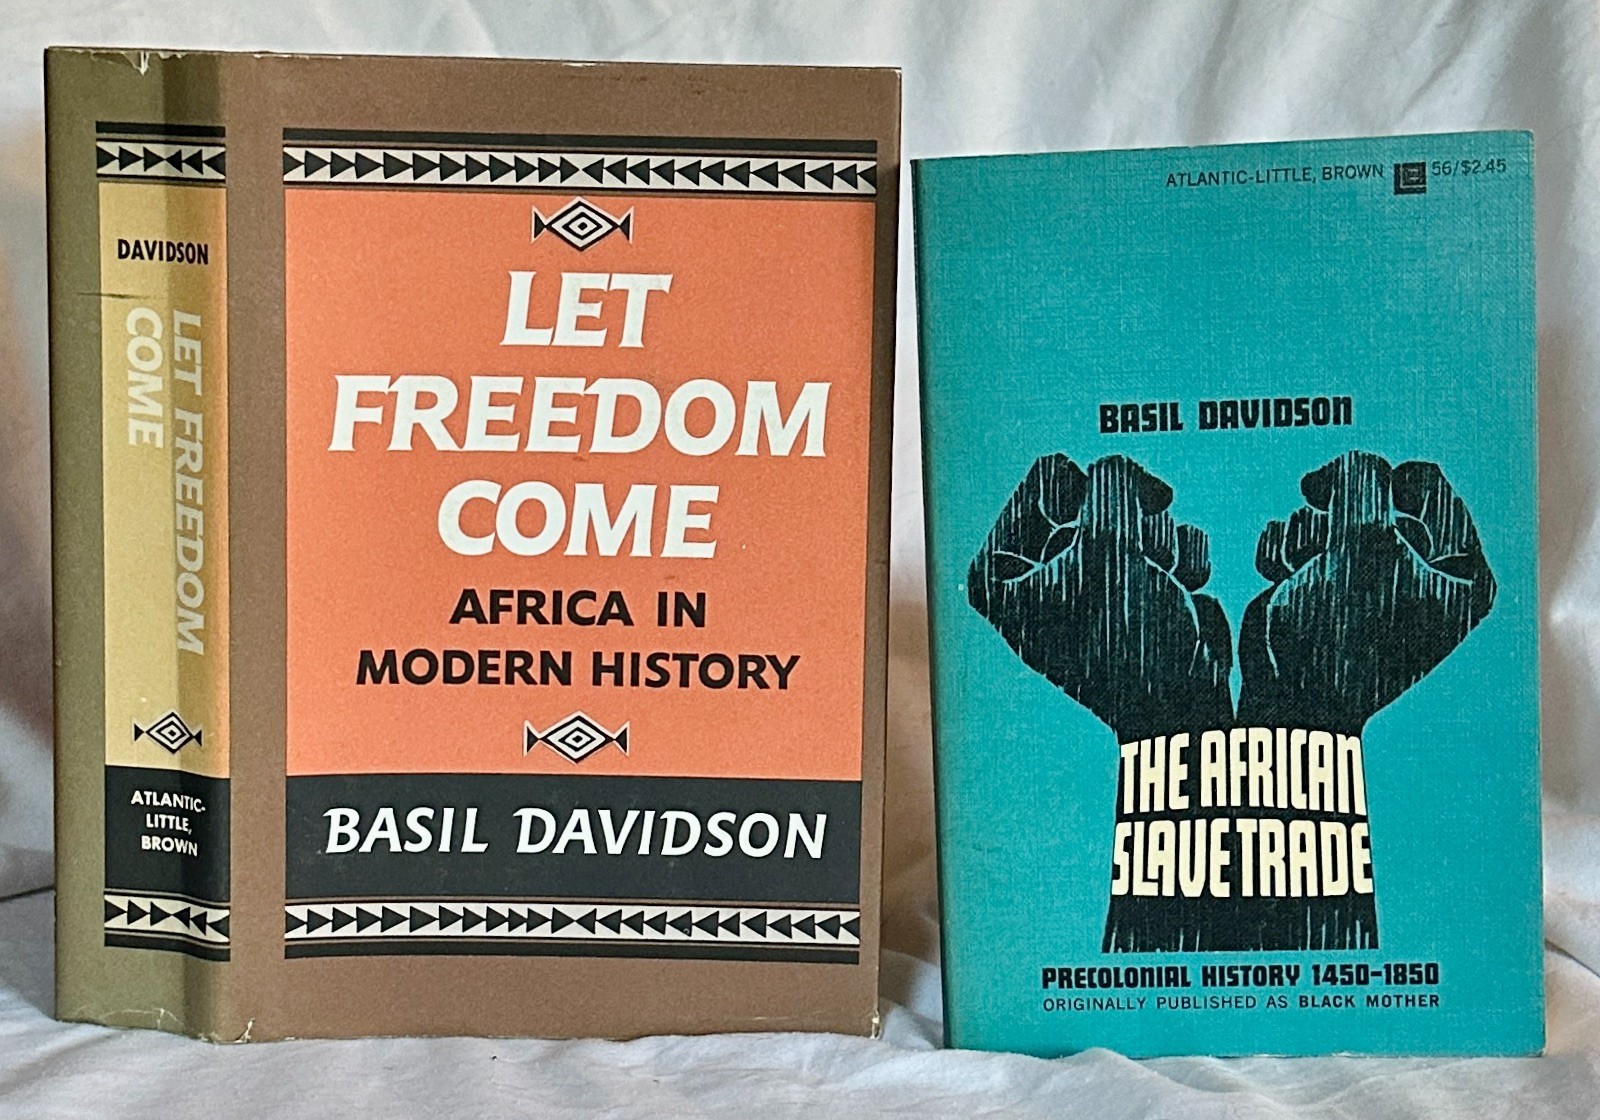 DAVIDSON
LET FREEDOM
COME
ATLANTIC-
LITTLE,
BROWN
LET
FREEDOM
COME
AFRICA IN
MODERN HISTORY
BASIL DAVIDSON
ATLANTIC-LITTLE, BROWN 56/$2.45
BASIL DAVIDSON
THE AFRICAN
SLAVE TRADE
PRECOLONIAL HISTORY 1450-1850
ORIGINALLY PUBLISHED AS BLACK MOTHER